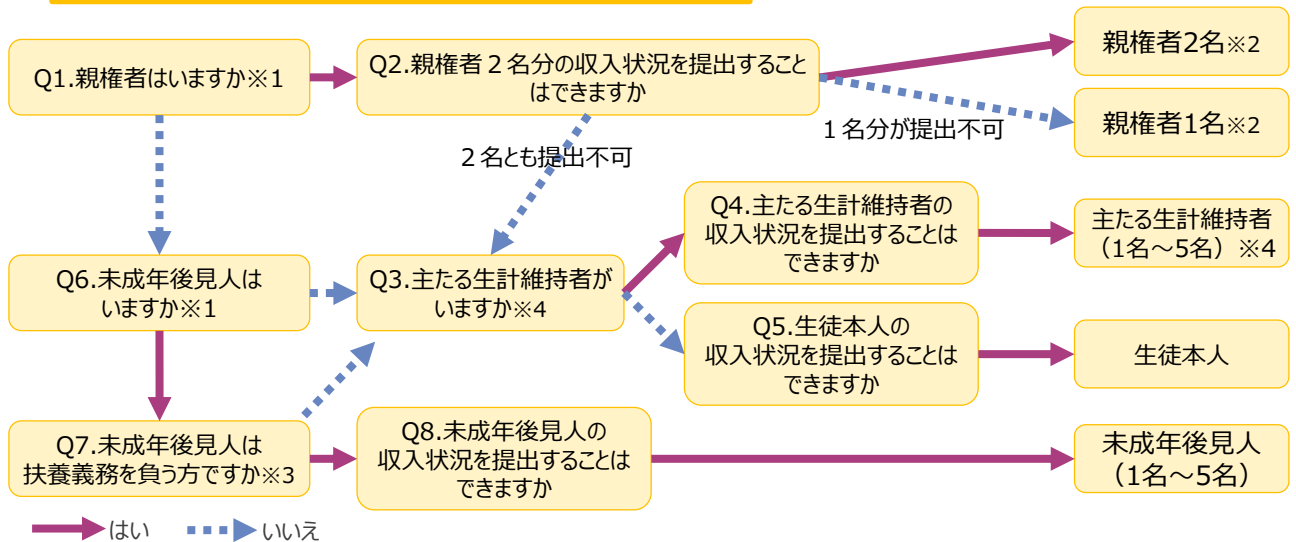 Q1.親権者はいますか※1
Q2.親権者２名分の収入状況を提出すること
はできますか
親権者2名※2
親権者1名※2
１名分が提出不可
２名とも提出不可
Q4.主たる生計維持者の
収入状況を提出することは
できますか
主たる生計維持者
（1名～5名）※4
Q6.未成年後見人は
いますか※1
Q3.主たる生計維持者が
いますか※4
Q5.生徒本人の
収入状況を提出することは
できますか
生徒本人
Q7.未成年後見人は
扶養義務を負う方ですか※3
Q8.未成年後見人の
収入状況を提出することは
できますか
未成年後見人
（1名～5名）
はい
いいえ